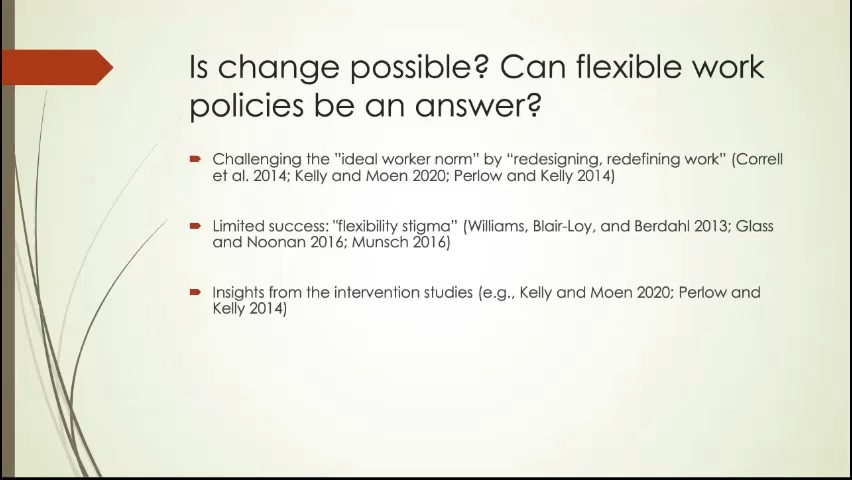 Is change possible? Can flexible work
policies be an answer?
Challenging the ”ideal worker norm” by “redesigning, redefining work” (Correll
et al. 2014; Kelly and Moen 2020; Perlow and Kelly 2014)
Limited success: “flexibility stigma” (Williams, Blair-Loy, and Berdahl 2013; Glass
and Noonan 2016; Munsch 2016)
Insights from the intervention studies (e.g., Kelly and Moen 2020; Perlow and
Kelly 2014)